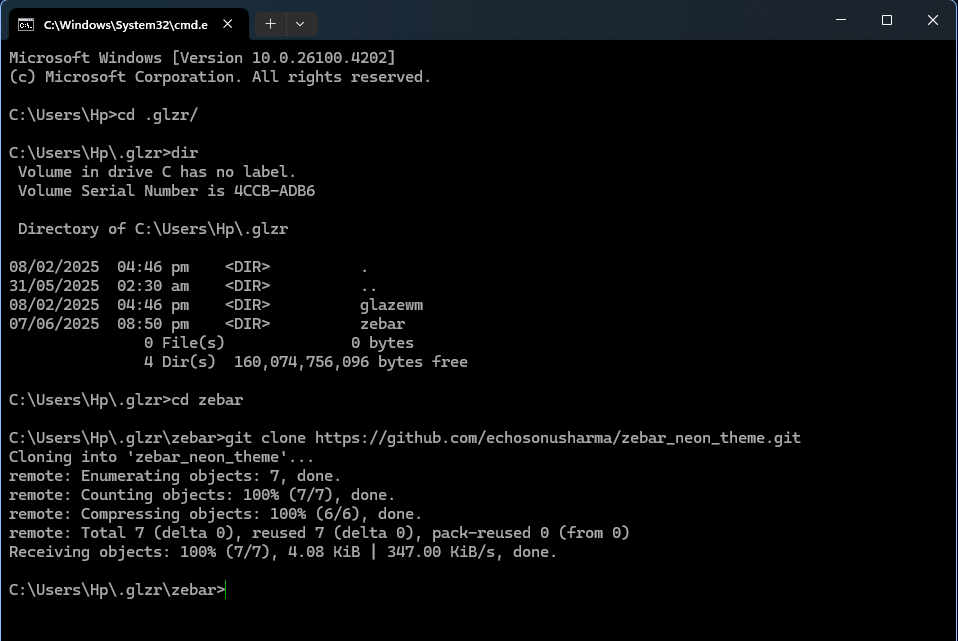 C:\Windows\System32\cmd.e
Microsoft Windows [Version 10.0.26100.4202]
(c) Microsoft Corporation. All rights reserved.
C:\Users\Hp>cd .glzr/
C:\Users\Hp\.glzr>dir
Volume in drive C has no label.
Volume Serial Number is 4CCB-ADB6
Directory of C:\Users\Hp\.glzr
08/02/2025  04:46 pm    <DIR>          .
31/05/2025  02:30 am    <DIR>          ..
08/02/2025  04:46 pm    <DIR>          glazewm
07/06/2025  08:50 pm    <DIR>          zebar
0 File(s)              0 bytes
4 Dir(s)  160,074,756,096 bytes free
C:\Users\Hp\.glzr>cd zebar
C:\Users\Hp\.glzr\zebar>git clone https://github.com/echosonusharma/zebar_neon_theme.git
Cloning into 'zebar_neon_theme'...
remote: Enumerating objects: 7, done.
remote: Counting objects: 100% (7/7), done.
remote: Compressing objects: 100% (6/6), done.
remote: Total 7 (delta 0), reused 7 (delta 0), pack-reused 0 (from 0)
Receiving objects: 100% (7/7), 4.08 KiB | 347.00 KiB/s, done.
C:\Users\Hp\.glzr\zebar>